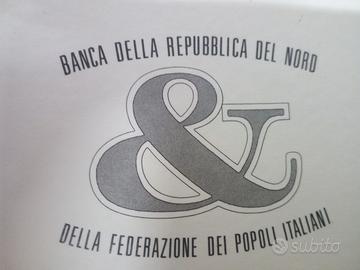 BANCA DELLA REPUBBLICA DEL NORD
&
DELLA FEDERAZIONE DEI POPOLI ITALIANI
subito